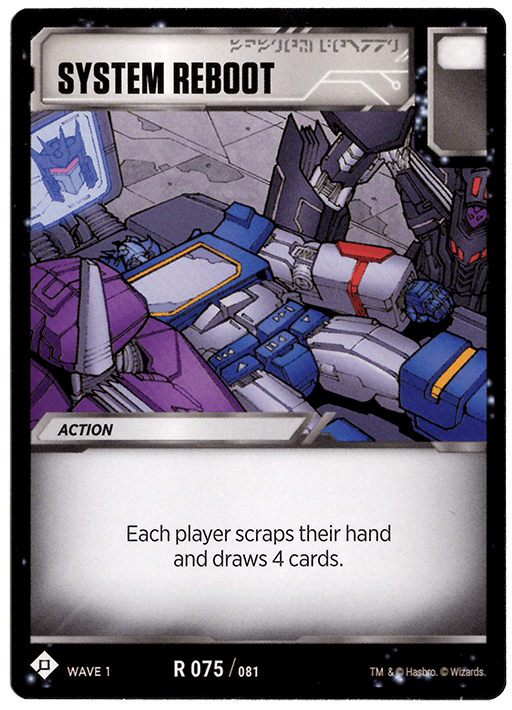 SYSTEM REBOOT
ACTION
Each player scraps their hand
and draws 4 cards.
WAVE 1
R 075 / 081
TM & © Hasbro. © Wizards.